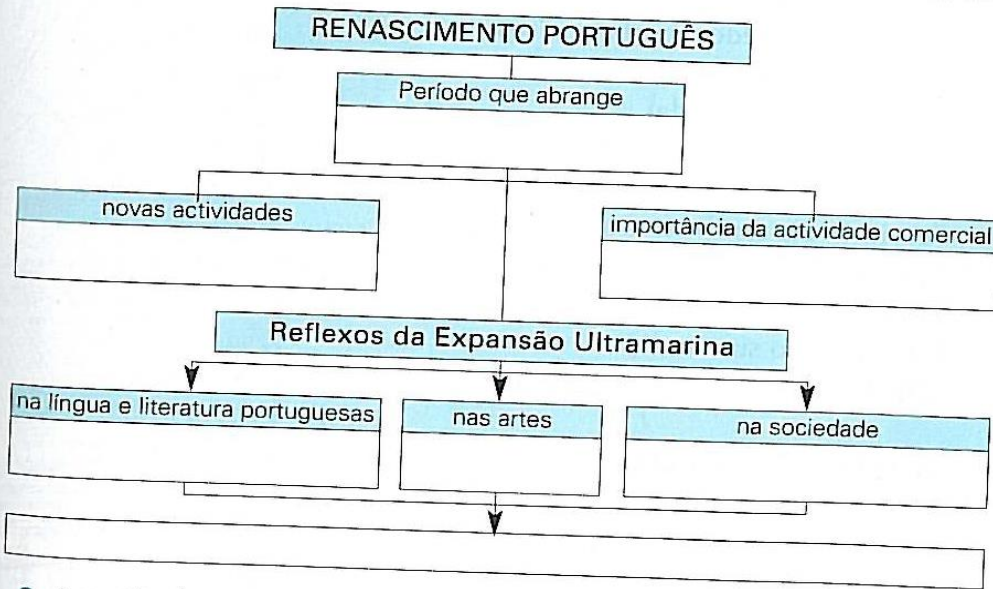 RENASCIMENTO PORTUGUÊS
Período que abrange
novas actividades
importância da actividade comercial
Reflexos da Expansão Ultramarina
na língua e literatura portuguesas
nas artes
na sociedade